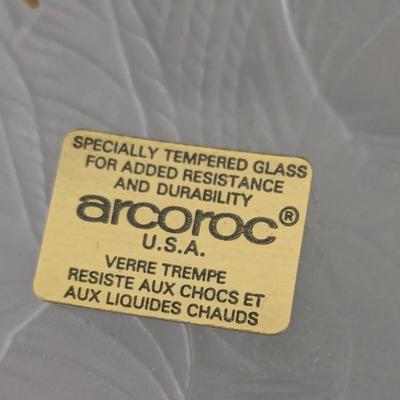 SPECIALLY TEMPERED GLASS
FOR ADDED RESISTANCE
AND DURABILITY
arcoroc®
U.S.A.
VERRE TREMPE
RESISTE AUX CHOCS ET
AUX LIQUIDES CHAUDS